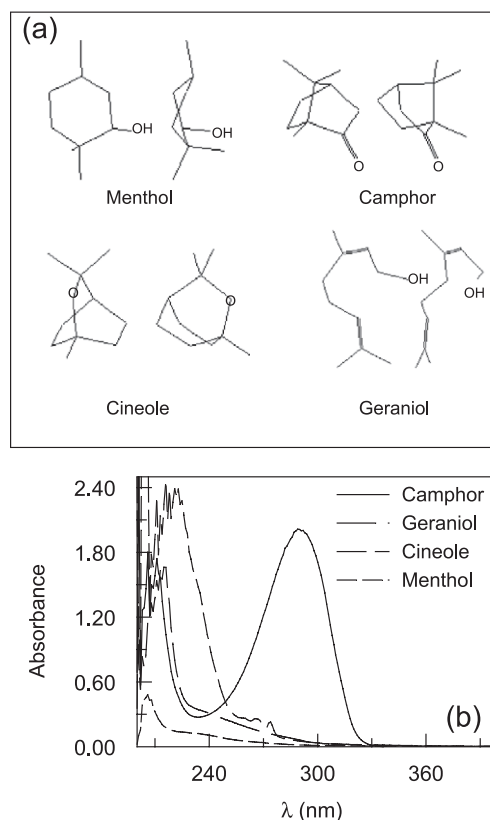 (a)
OH
OH
Menthol
O
O
Camphor
O
O
Cineole
OH
OH
Geraniol
2.40
1.80
1.20
0.60
0.00
Absorbance
Camphor
Geraniol
Cineole
Menthol
(b)
240
300
360
λ (nm)